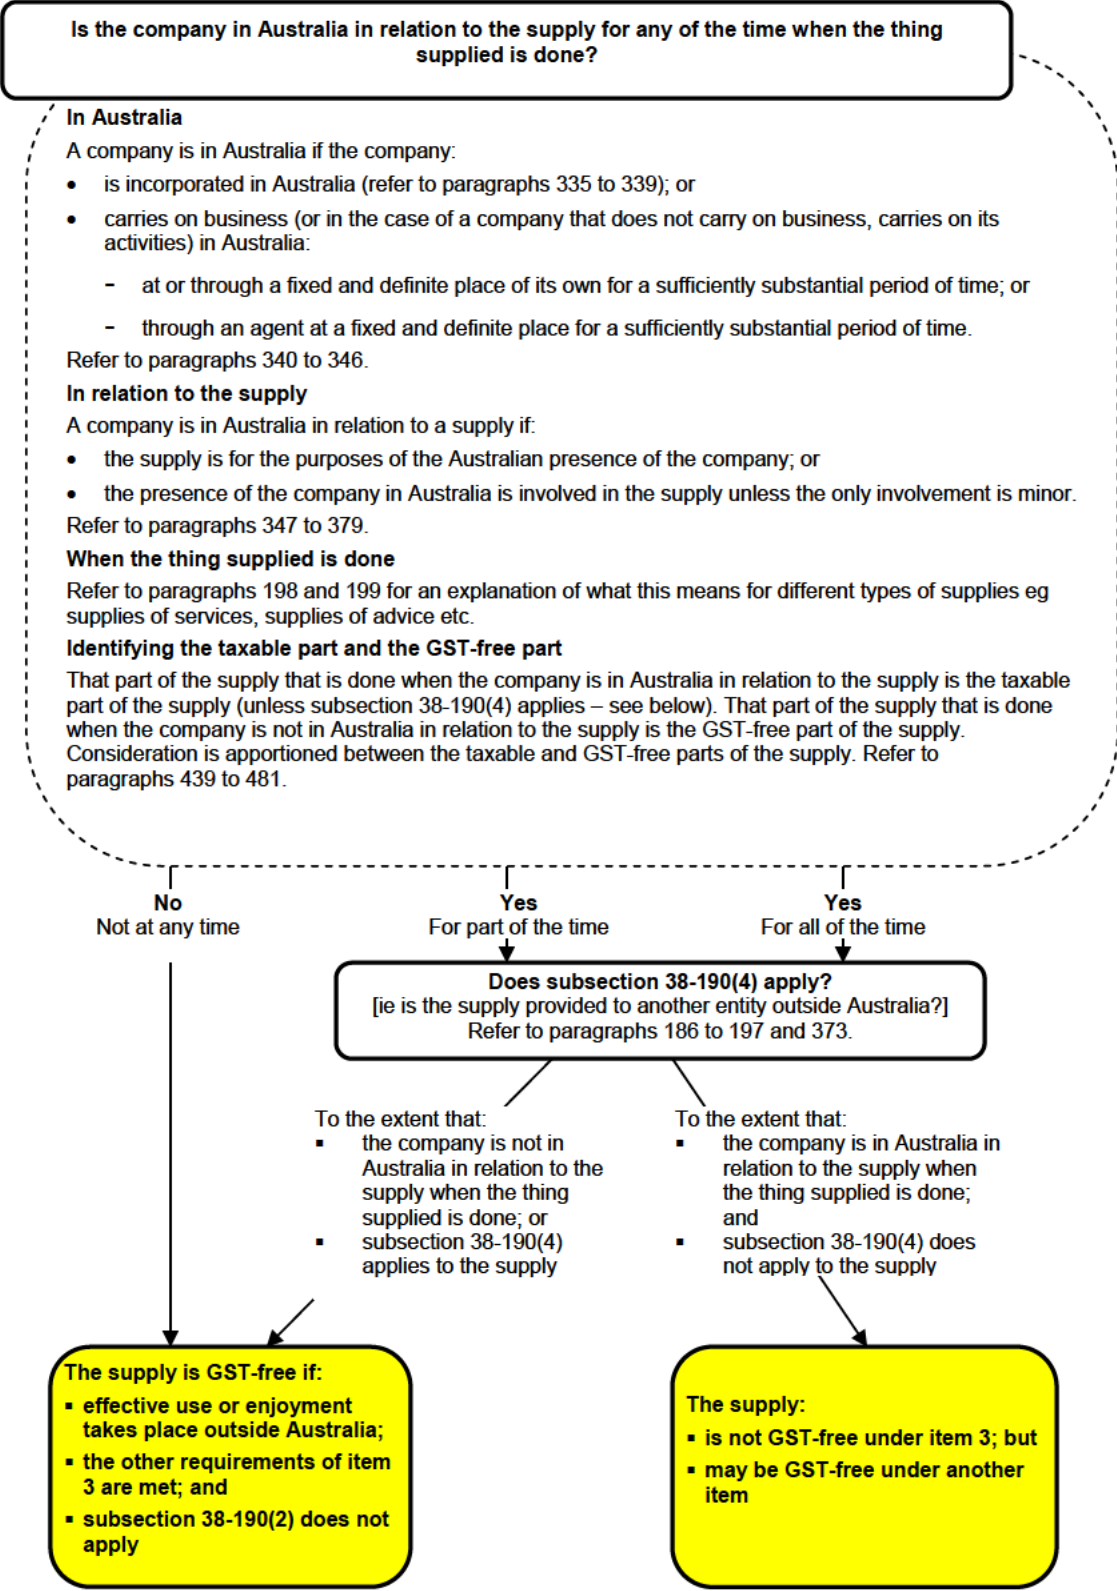 Is the company in Australia in relation to the supply for any of the time when the thing
supplied is done?
In Australia
A company is in Australia if the company:
• is incorporated in Australia (refer to paragraphs 335 to 339); or
• carries on business (or in the case of a company that does not carry on business, carries on its
activities) in Australia:
- at or through a fixed and definite place of its own for a sufficiently substantial period of time; or
- through an agent at a fixed and definite place for a sufficiently substantial period of time.
Refer to paragraphs 340 to 346.
In relation to the supply
A company is in Australia in relation to a supply if:
• the supply is for the purposes of the Australian presence of the company; or
• the presence of the company in Australia is involved in the supply unless the only involvement is minor.
Refer to paragraphs 347 to 379.
When the thing supplied is done
Refer to paragraphs 198 and 199 for an explanation of what this means for different types of supplies eg
supplies of services, supplies of advice etc.
Identifying the taxable part and the GST-free part
That part of the supply that is done when the company is in Australia in relation to the supply is the taxable
part of the supply (unless subsection 38-190(4) applies – see below). That part of the supply that is done
when the company is not in Australia in relation to the supply is the GST-free part of the supply.
Consideration is apportioned between the taxable and GST-free parts of the supply. Refer to
paragraphs 439 to 481.
No
Not at any time
Yes
For part of the time
Yes
For all of the time
Does subsection 38-190(4) apply?
[ie is the supply provided to another entity outside Australia?]
Refer to paragraphs 186 to 197 and 373.
To the extent that:
▪ the company is not in
Australia in relation to the
supply when the thing
supplied is done; or
▪ subsection 38-190(4)
applies to the supply
To the extent that:
▪ the company is in Australia in
relation to the supply when
the thing supplied is done;
and
▪ subsection 38-190(4) does
not apply to the supply
The supply is GST-free if:
▪ effective use or enjoyment
takes place outside Australia;
▪ the other requirements of item
3 are met; and
▪ subsection 38-190(2) does not
apply
The supply:
▪ is not GST-free under item 3; but
▪ may be GST-free under another
item